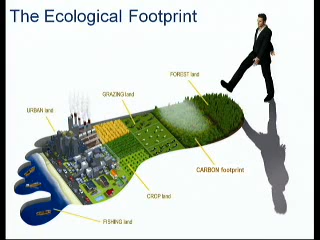 The Ecological Footprint
FOREST land
GRAZING land
URBAN land
CARBON footprint
CROP land
FISHING land